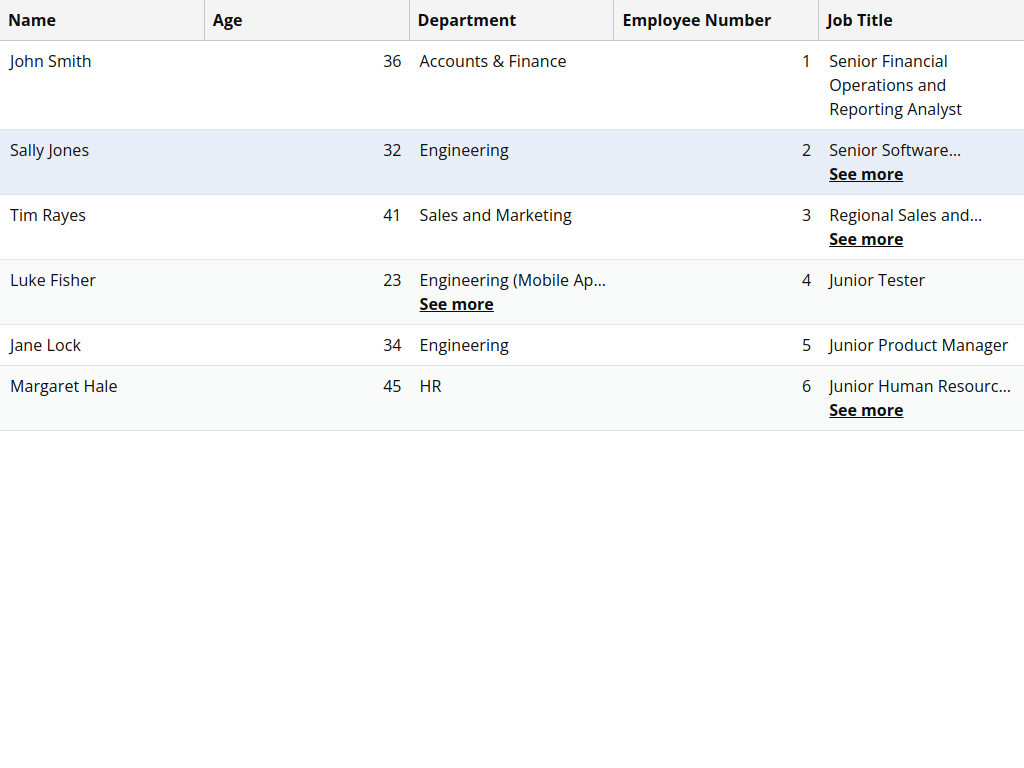 Name Age Department Employee Number Job Title
John Smith 36 Accounts & Finance 1 Senior Financial
Operations and
Reporting Analyst
Sally Jones 32 Engineering 2 Senior Software...
See more
Tim Rayes 41 Sales and Marketing 3 Regional Sales and...
See more
Luke Fisher 23 Engineering (Mobile Ap... 4 Junior Tester
See more
Jane Lock 34 Engineering 5 Junior Product Manager
Margaret Hale 45 HR 6 Junior Human Resourc...
See more